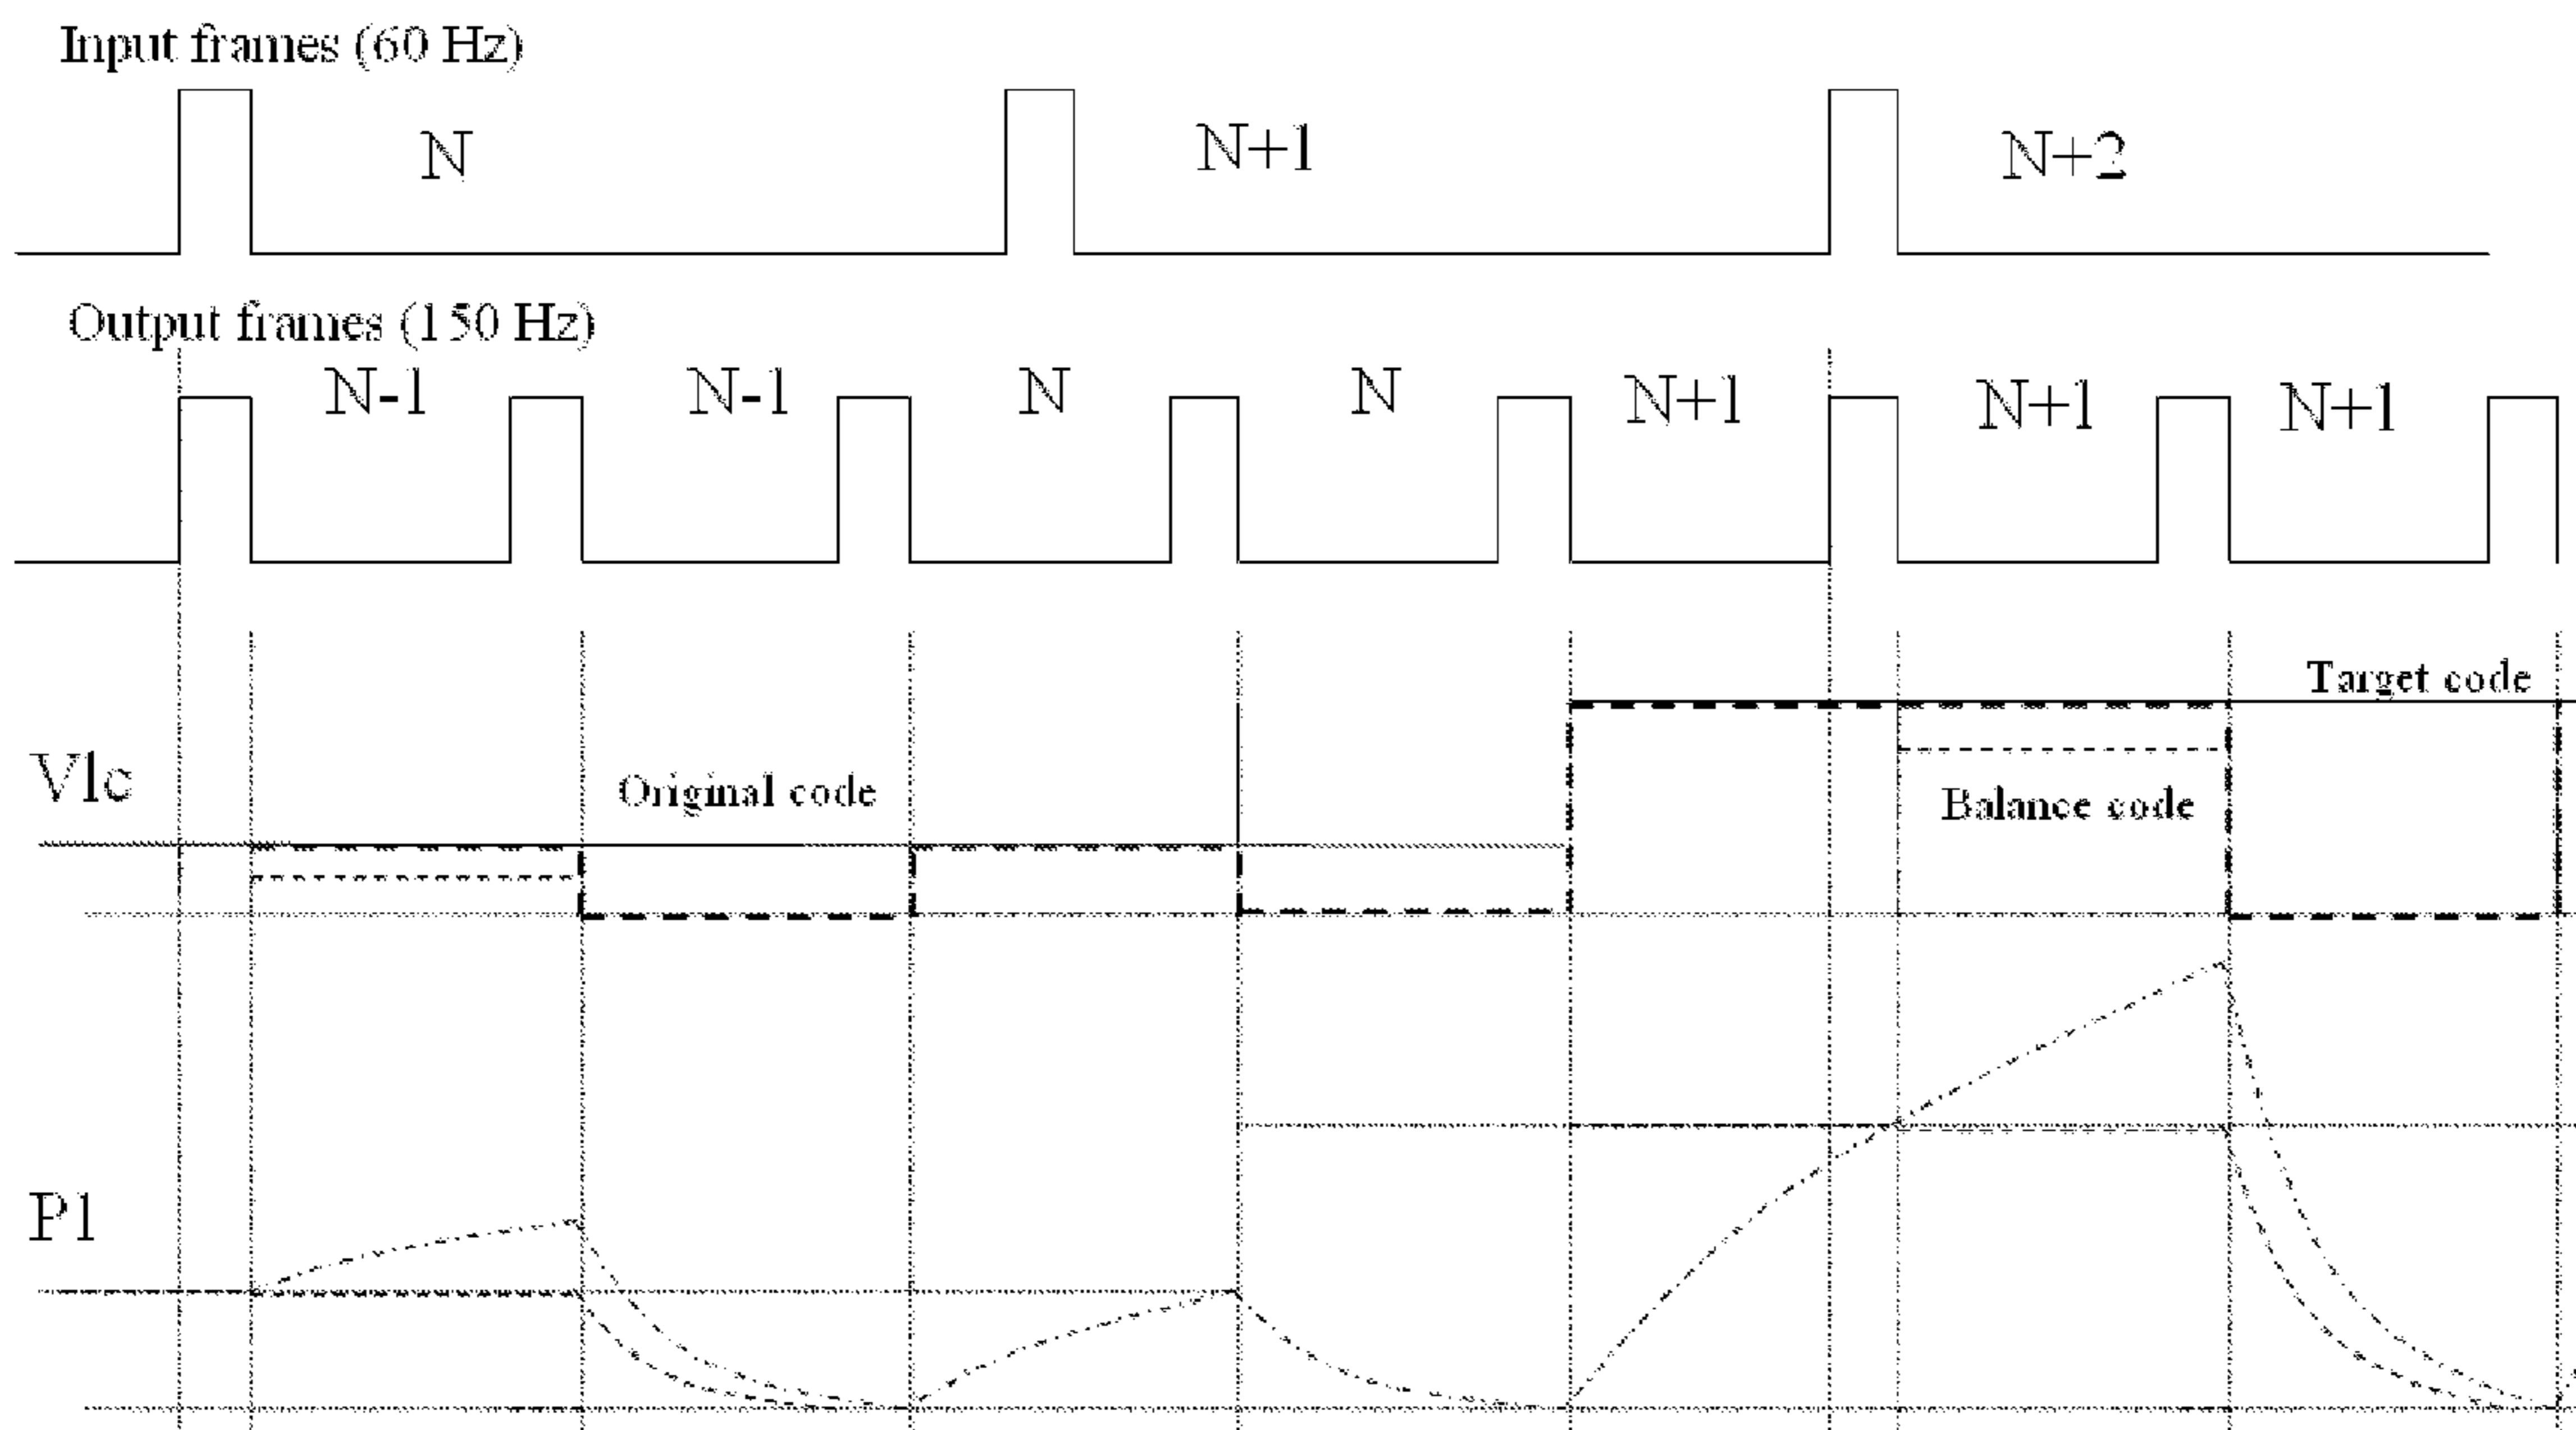 Input frames (60 Hz)
N
N+1
N+2
Output frames (150 Hz)
N-1
N-1
N
N
N+1
N+1
N+1
Target code
Vlc
Original code
Balance code
P1